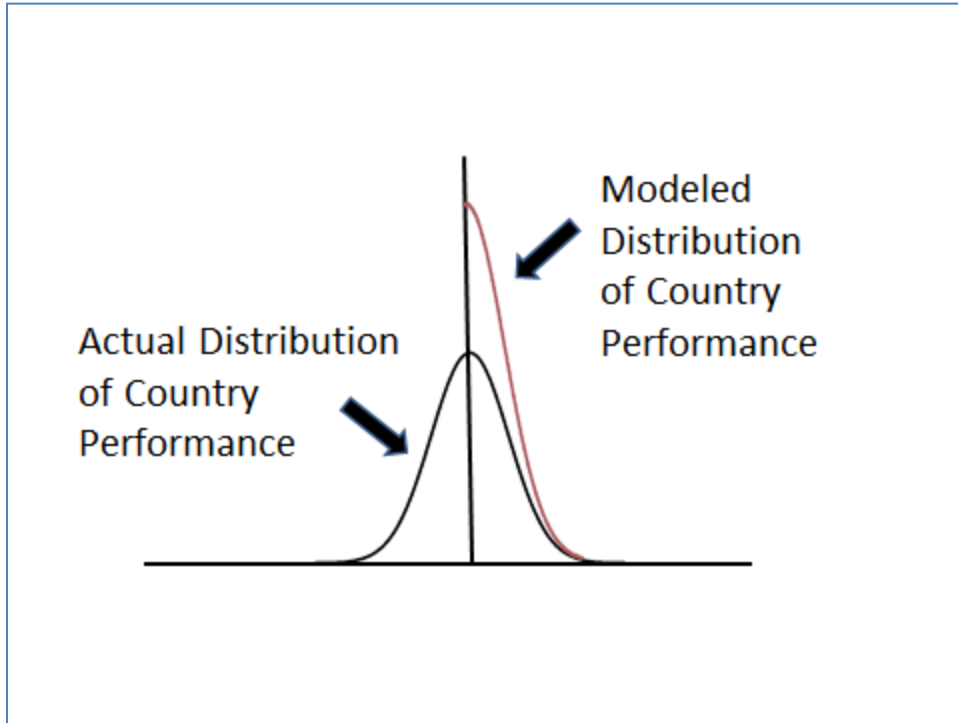 Modeled
Distribution
of Country
Performance
Actual Distribution
of Country
Performance